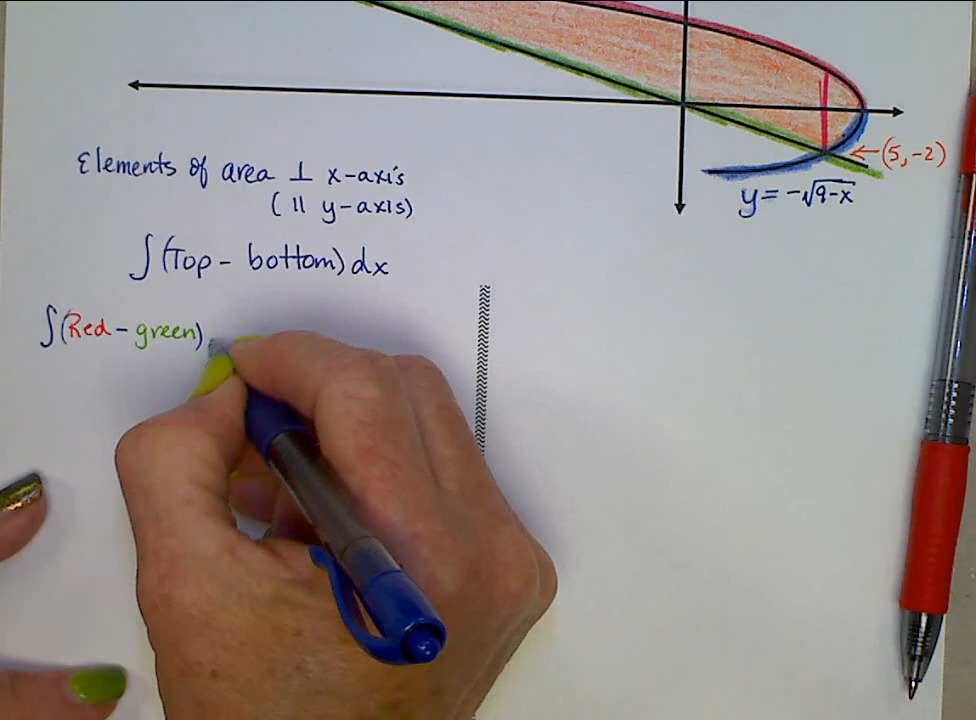 ←(5,-2)
y = -√9-x
Elements of area ⊥ x-axis
( || y-axis)
∫(Top - bottom) dx
∫(Red - green)